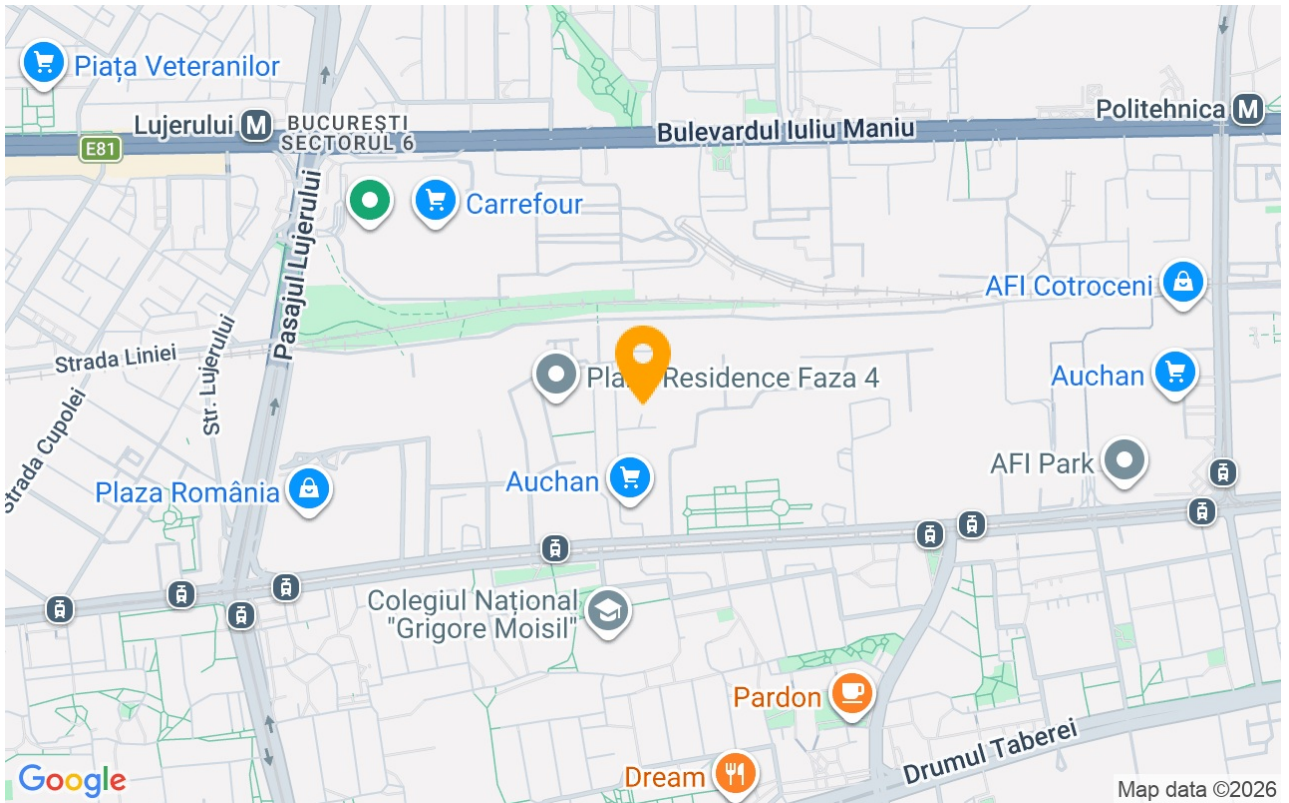 Piața Veteranilor
Lujerului M
BUCUREȘTI
SECTORUL 6
E81
Bulevardul Iuliu Maniu
Politehnica M
Carrefour
Pasajul Lujerului
AFI Cotroceni
Strada Liniei
Str. Lujerului
Strada Cupolei
Residence Faza 4
Auchan
AFI Park
Plaza România
Auchan
Colegiul Național
"Grigore Moisil"
Pardon
Drumul Taberei
Dream
Google
Map data ©2026